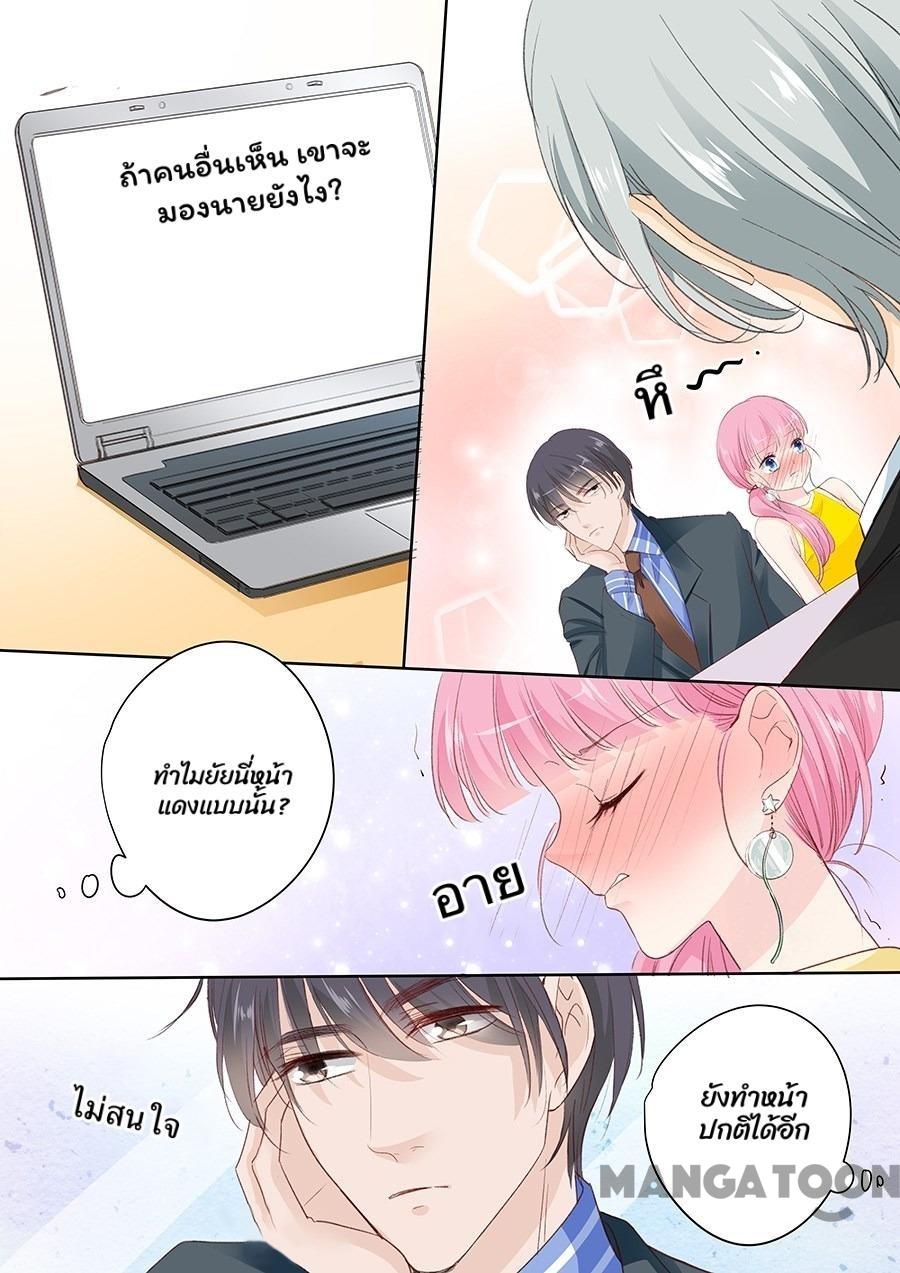 ถ้าคนอื่นเห็น เขาจะ
มองนายยังไง?
หึ
ทำไมยัยนี่หน้า
แดงแบบนั้น?
อาย
ไม่สนใจ
ยังทำหน้า
ปกติได้อีก
MANGATOON